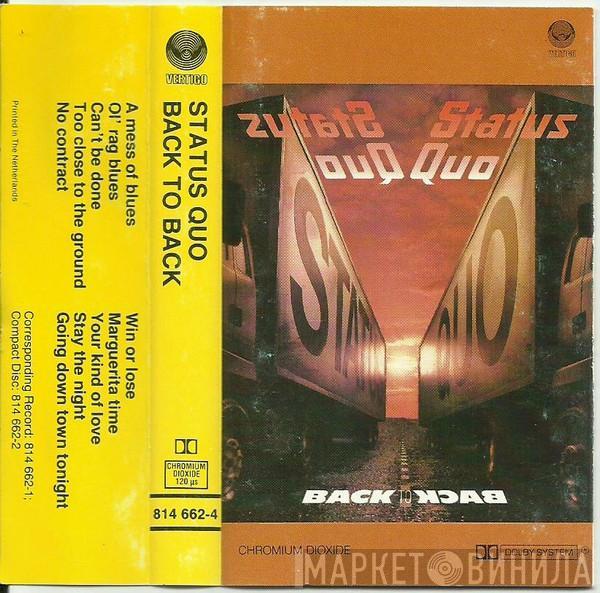 Printed in The Netherlands
A mess of blues
Ol' rag blues
Can't be done
Too close to the ground
No contract
Win or lose
Marguerita time
Your kind of love
Stay the night
Going down town tonight
Corresponding Record: 814 662-1;
Compact Disc: 814 662-2
VERTIGO
STATUS QUO
BACK TO BACK
CHROMIUM
DIOXIDE
120 µs
814 662-4
VERTIGO
Status Status
Quo Quo
STATUS
QUO
BACK TO BACK
CHROMIUM DIOXIDE
DOLBY SYSTEM
МАРКЕТ ВИНИЛА